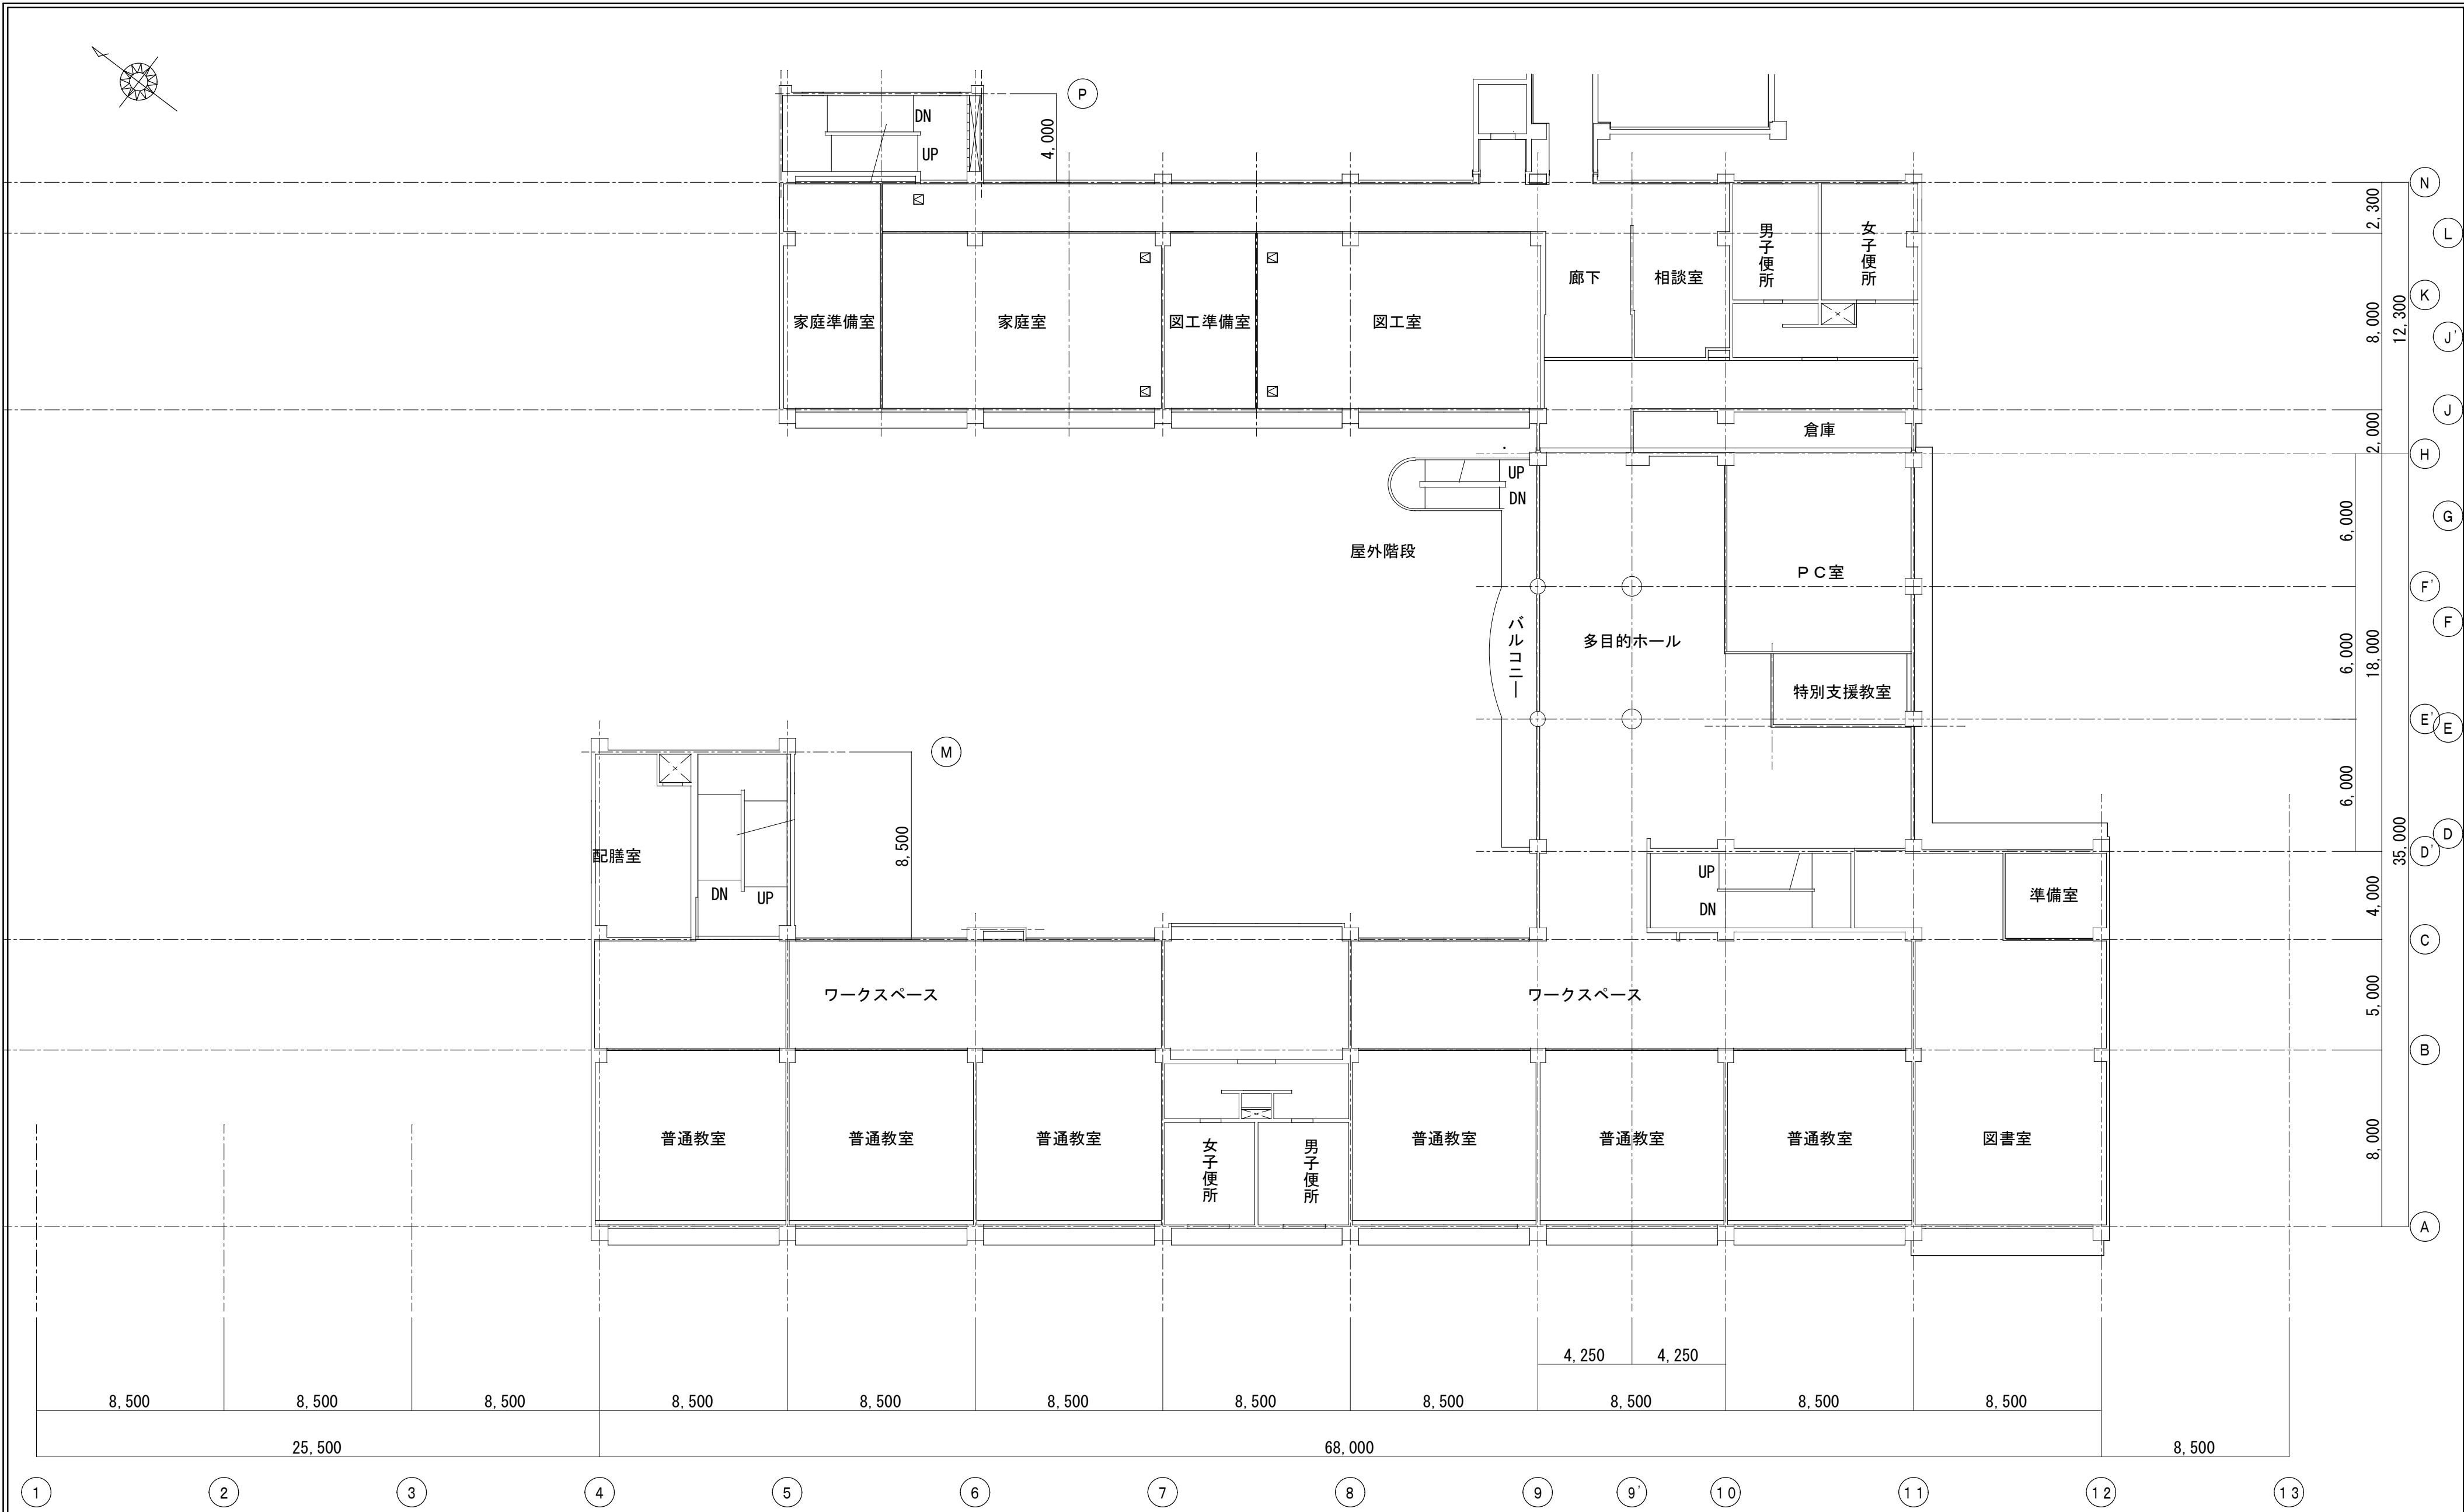 P
DN
4,000
UP
N
2,300
L
男子便所
女子便所
廊下
相談室
K
家庭準備室
家庭室
図工準備室
図工室
8,000
12,300
J'
J
倉庫
2,000
H
UP
DN
6,000
G
屋外階段
PC室
F'
バルコニー
F
多目的ホール
6,000
18,000
特別支援教室
E'
E
M
6,000
8,500
D
配膳室
35,000
D'
UP
DN
UP
準備室
DN
4,000
C
ワークスペース
ワークスペース
5,000
B
普通教室
普通教室
普通教室
女子便所
男子便所
普通教室
普通教室
普通教室
図書室
8,000
A
4,250
4,250
8,500
8,500
8,500
8,500
8,500
8,500
8,500
8,500
8,500
8,500
8,500
25,500
68,000
8,500
1
2
3
4
5
6
7
8
9
9'
10
11
12
13